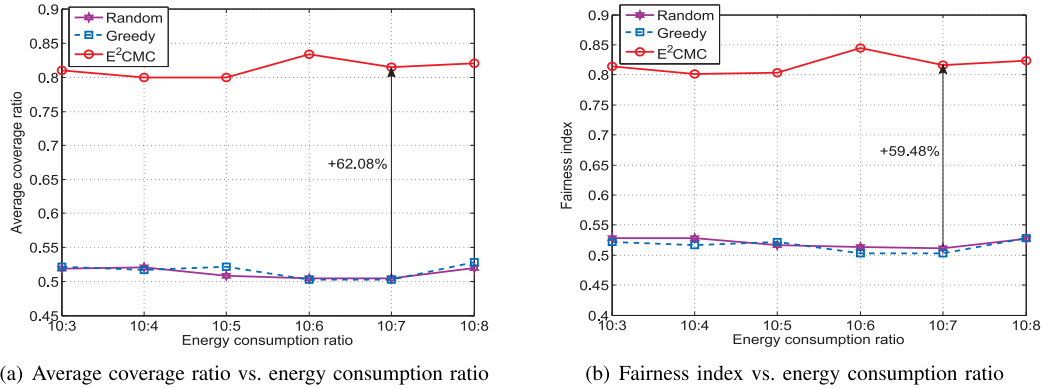 Random
Greedy
E²CMC
0.9
0.85
0.8
0.75
0.7
0.65
0.6
0.55
0.5
0.45
Average coverage ratio
+62.08%
10:3 10:4 10:5 10:6 10:7 10:8
Energy consumption ratio
(a) Average coverage ratio vs. energy consumption ratio
Random
Greedy
E²CMC
0.9
0.85
0.8
0.75
0.7
0.65
0.6
0.55
0.5
0.45
0.4
Fairness index
+59.48%
10:3 10:4 10:5 10:6 10:7 10:8
Energy consumption ratio
(b) Fairness index vs. energy consumption ratio